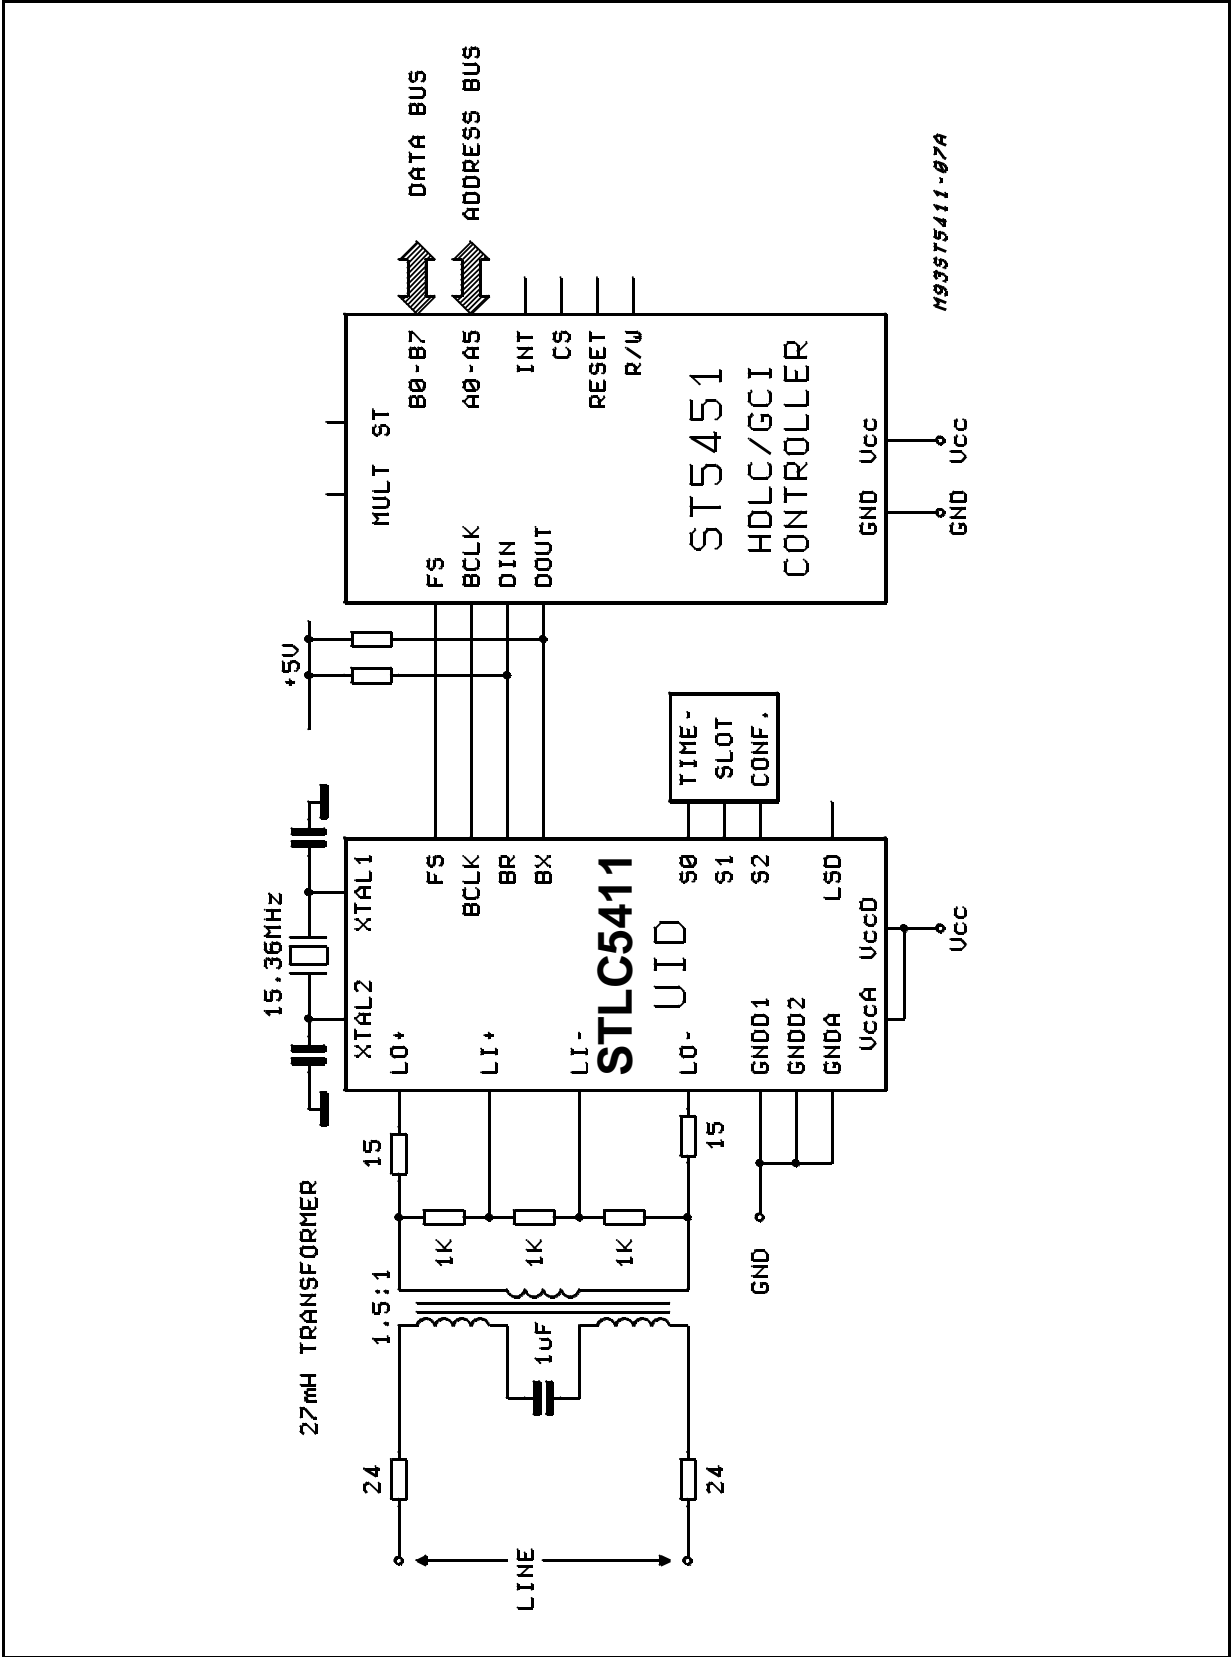 27mH TRANSFORMER
1.5:1
15.36MHz
+5V
DATA BUS
ADDRESS BUS
LINE
24
24
1uF
1K
1K
1K
15
15
GND
XTAL2
XTAL1
LO+
LI+
LI-
LO-
GNDD1
GNDD2
GNDA
VccA
VccD
Vcc
STLC5411
UID
FS
BCLK
BR
BX
S0
S1
S2
LSD
TIME-
SLOT
CONF.
MULT
ST
FS
BCLK
DIN
DOUT
B0-B7
A0-A5
INT
CS
RESET
R/W
ST5451
HDLC/GCI
CONTROLLER
GND
Vcc
GND
Vcc
M93ST5411-07A